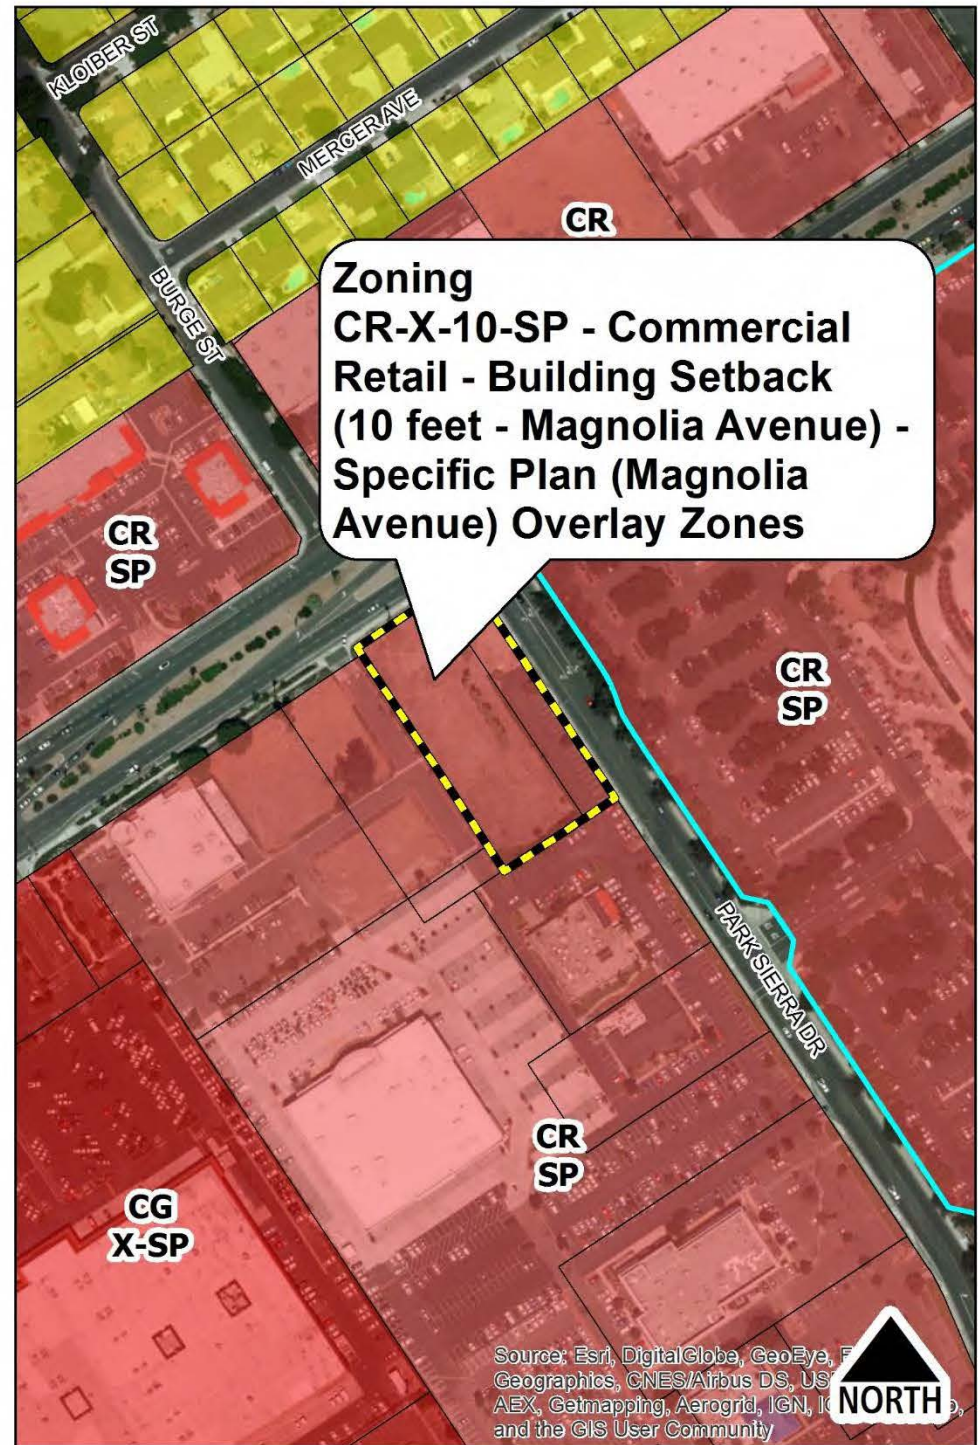 KLOIBER ST
MERCER AVE
CR
BURGE ST
Zoning
CR-X-10-SP - Commercial
Retail - Building Setback
(10 feet - Magnolia Avenue) -
Specific Plan (Magnolia
Avenue) Overlay Zones
CR
SP
CR
SP
PARK SIERRA DR
CR
SP
CG
X-SP
Source: Esri, DigitalGlobe, GeoEye,
Geographics, CNES/Airbus DS,
AEX, Getmapping, Aerogrid, IGN,
and the GIS User Community
NORTH